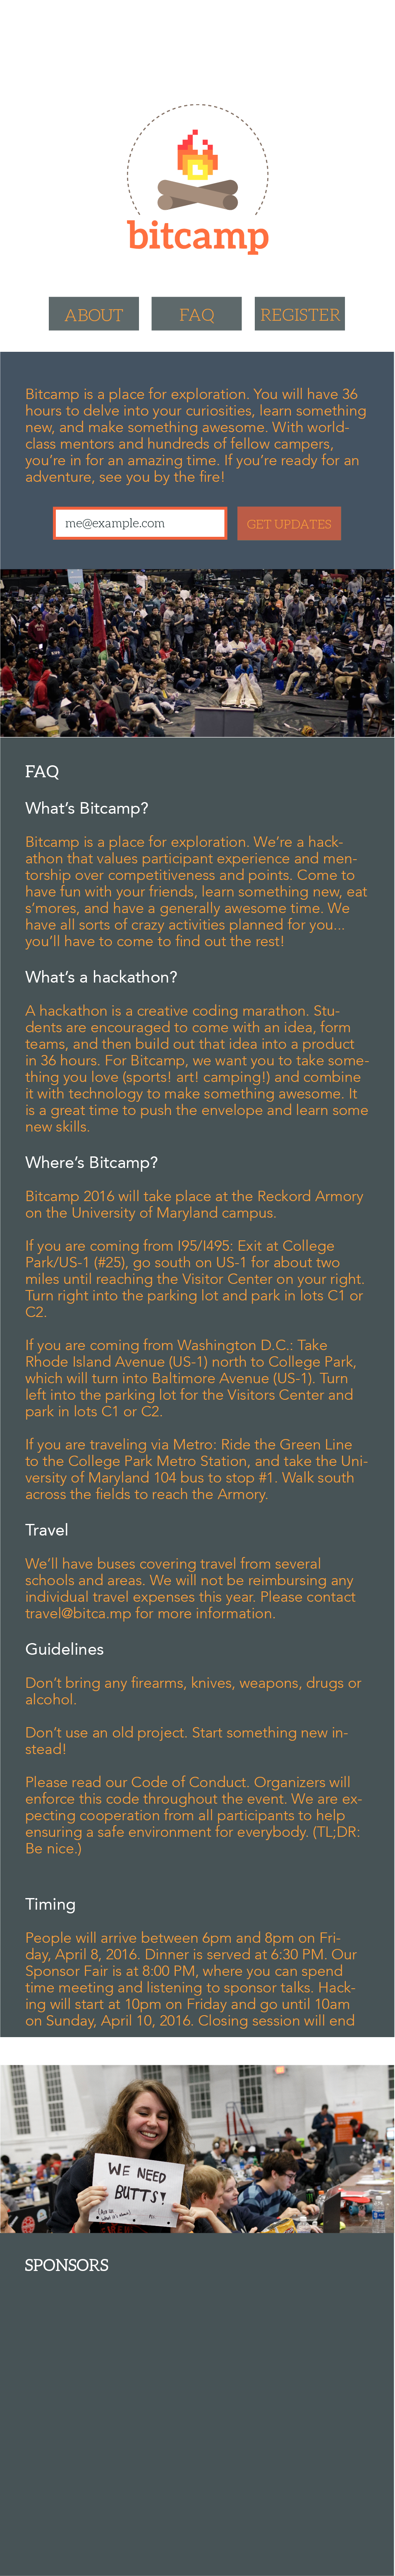 bitcamp
ABOUT
FAQ
REGISTER
Bitcamp is a place for exploration. You will have 36
hours to delve into your curiosities, learn something
new, and make something awesome. With world-
class mentors and hundreds of fellow campers,
you're in for an amazing time. If you're ready for an
adventure, see you by the fire!
me@example.com
GET UPDATES
FAQ
What's Bitcamp?
Bitcamp is a place for exploration. We're a hack-
athon that values participant experience and men-
torship over competitiveness and points. Come to
have fun with your friends, learn something new, eat
s'mores, and have a generally awesome time. We
have all sorts of crazy activities planned for you...
you'll have to come to find out the rest!
What's a hackathon?
A hackathon is a creative coding marathon. Stu-
dents are encouraged to come with an idea, form
teams, and then build out that idea into a product
in 36 hours. For Bitcamp, we want you to take some-
thing you love (sports! art! camping!) and combine
it with technology to make something awesome. It
is a great time to push the envelope and learn some
new skills.
Where's Bitcamp?
Bitcamp 2016 will take place at the Reckord Armory
on the University of Maryland campus.
If you are coming from I95/I495: Exit at College
Park/US-1 (#25), go south on US-1 for about two
miles until reaching the Visitor Center on your right.
Turn right into the parking lot and park in lots C1 or
C2.
If you are coming from Washington D.C.: Take
Rhode Island Avenue (US-1) north to College Park,
which will turn into Baltimore Avenue (US-1). Turn
left into the parking lot for the Visitors Center and
park in lots C1 or C2.
If you are traveling via Metro: Ride the Green Line
to the College Park Metro Station, and take the Uni-
versity of Maryland 104 bus to stop #1. Walk south
across the fields to reach the Armory.
Travel
We'll have buses covering travel from several
schools and areas. We will not be reimbursing any
individual travel expenses this year. Please contact
travel@bitca.mp for more information.
Guidelines
Don't bring any firearms, knives, weapons, drugs or
alcohol.
Don't use an old project. Start something new in-
stead!
Please read our Code of Conduct. Organizers will
enforce this code throughout the event. We are ex-
pecting cooperation from all participants to help
ensuring a safe environment for everybody. (TL;DR:
Be nice.)
Timing
People will arrive between 6pm and 8pm on Fri-
day, April 8, 2016. Dinner is served at 6:30 PM. Our
Sponsor Fair is at 8:00 PM, where you can spend
time meeting and listening to sponsor talks. Hack-
ing will start at 10pm on Friday and go until 10am
on Sunday, April 10, 2016. Closing session will end
WE NEED
BUTTS!
SPONSORS